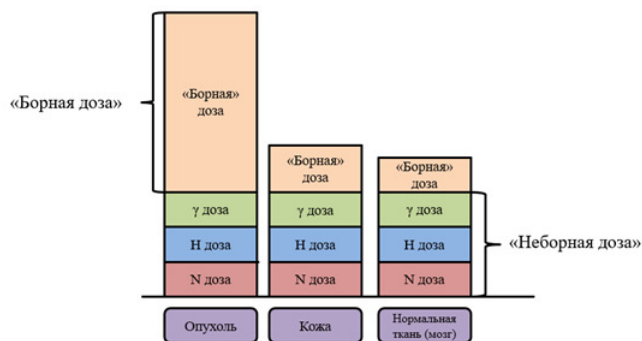 «Борная доза»
«Борная»
доза
γ доза
H доза
N доза
Опухоль
«Борная»
доза
γ доза
H доза
N доза
Кожа
«Борная»
доза
γ доза
H доза
N доза
Нормальная
ткань (мозг)
«Неборная доза»